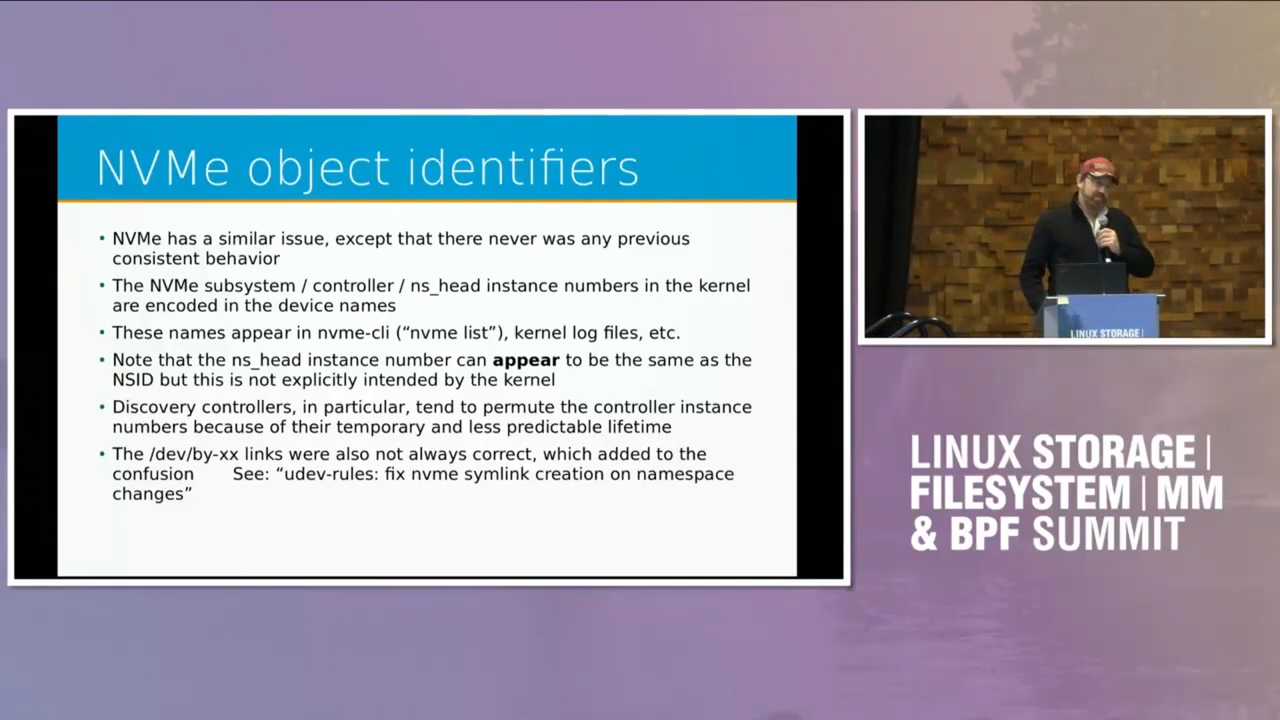 NVMe object identifiers
• NVMe has a similar issue, except that there never was any previous
consistent behavior
• The NVMe subsystem / controller / ns_head instance numbers in the kernel
are encoded in the device names
• These names appear in nvme-cli (“nvme list”), kernel log files, etc.
• Note that the ns_head instance number can appear to be the same as the
NSID but this is not explicitly intended by the kernel
• Discovery controllers, in particular, tend to permute the controller instance
numbers because of their temporary and less predictable lifetime
• The /dev/by-xx links were also not always correct, which added to the
confusion See: “udev-rules: fix nvme symlink creation on namespace
changes”
LINUX STORAGE |
LINUX STORAGE |
FILESYSTEM | MM
& BPF SUMMIT